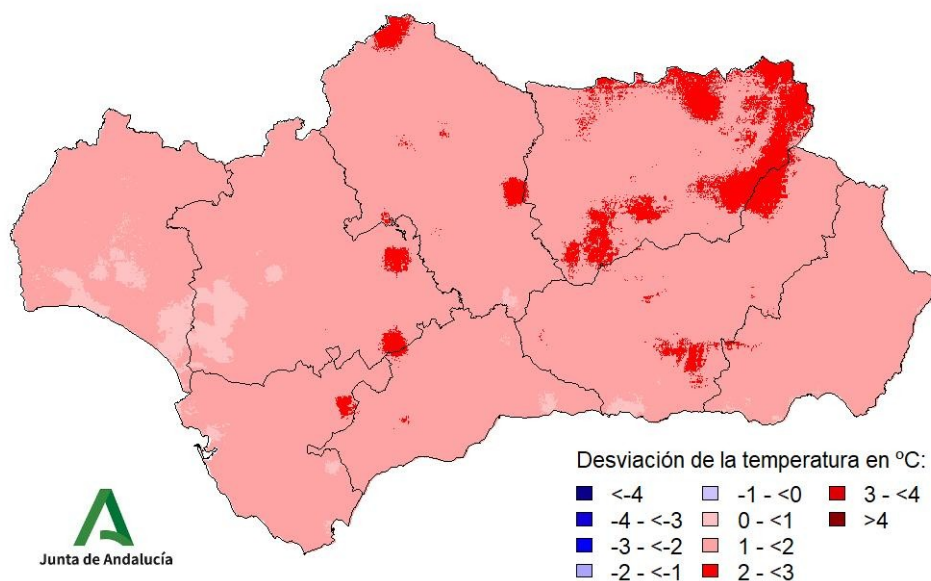 Desviación de la temperatura en ºC:
<-4
-4 - <-3
-3 - <-2
-2 - <-1
-1 - <0
0 - <1
1 - <2
2 - <3
3 - <4
>4
Junta de Andalucía